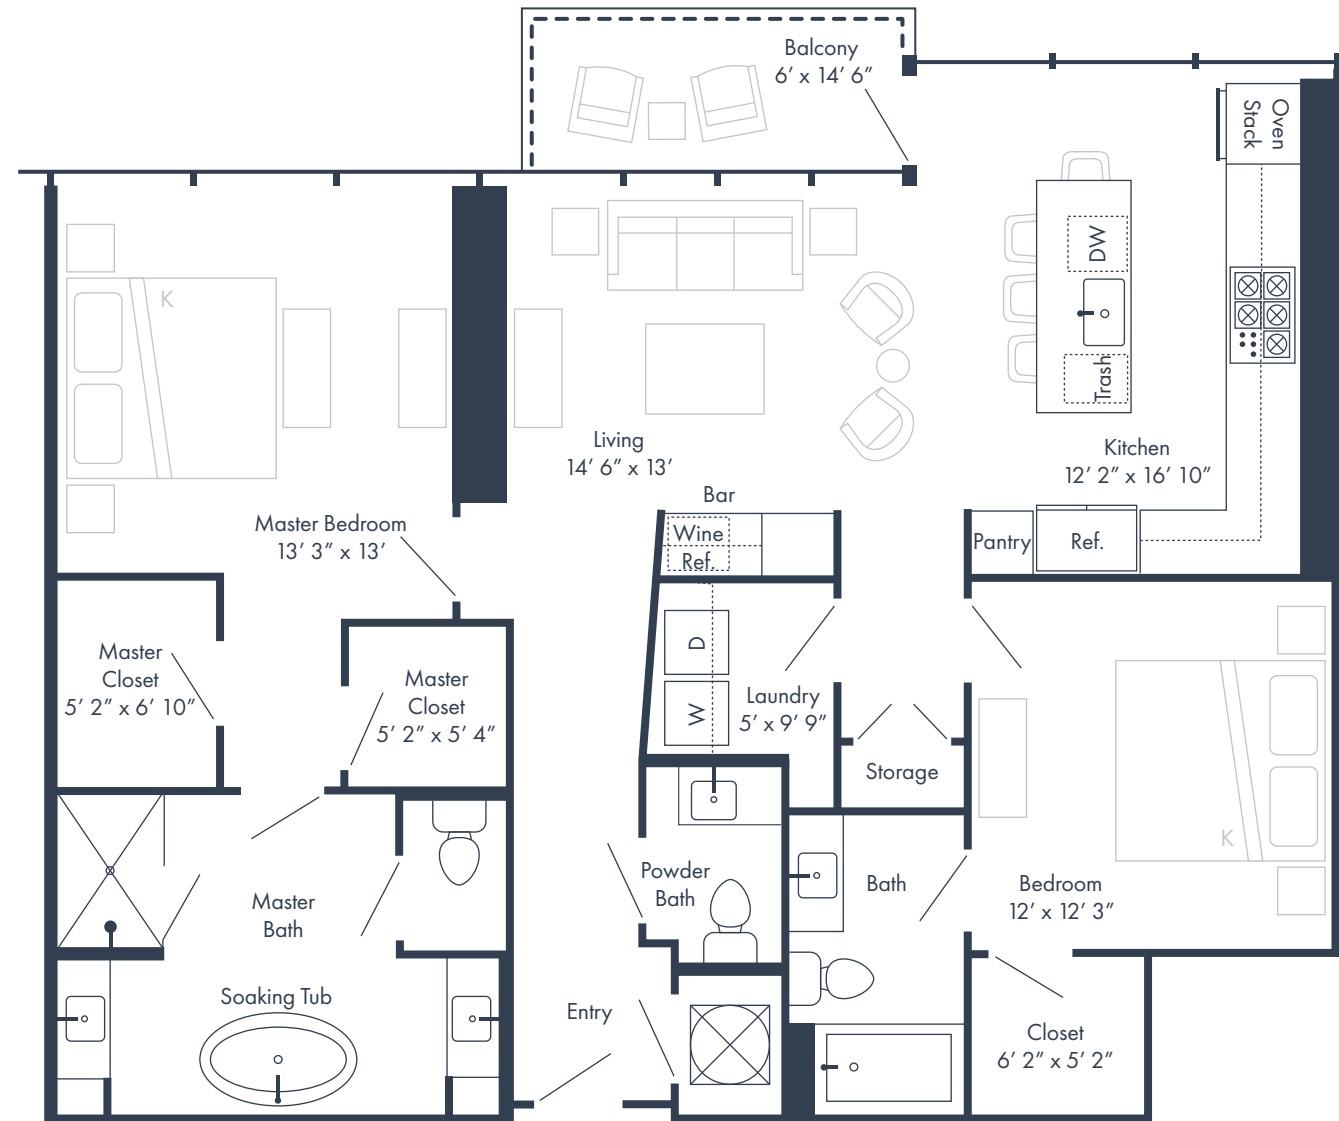 Balcony
6’ x 14’ 6”
Oven
Stack
DW
K
Trash
Living
14’ 6” x 13’
Kitchen
12’ 2” x 16’ 10”
Bar
Master Bedroom
13’ 3” x 13’
Wine
Ref.
Pantry
Ref.
D
W
Master
Closet
5’ 2” x 6’ 10”
Master
Closet
5’ 2” x 5’ 4”
Laundry
5’ x 9’ 9”
Storage
K
Powder
Bath
Bath
Bedroom
12’ x 12’ 3”
Master
Bath
Soaking Tub
Entry
Closet
6’ 2” x 5’ 2”